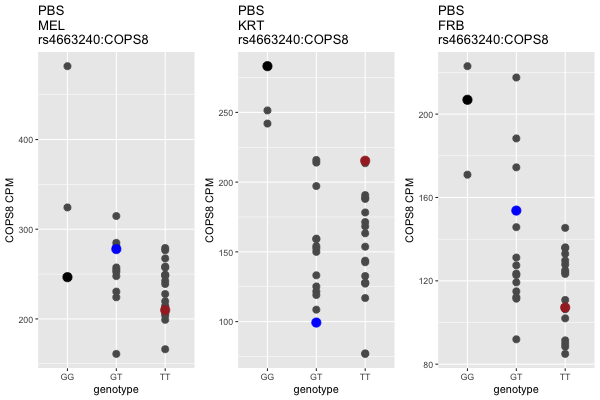 PBS
MEL
rs4663240:COPS8
COPS8 CPM
400
300
200
GG GT TT
genotype
PBS
KRT
rs4663240:COPS8
COPS8 CPM
250
200
150
100
GG GT TT
genotype
PBS
FRB
rs4663240:COPS8
COPS8 CPM
200
160
120
80
GG GT TT
genotype